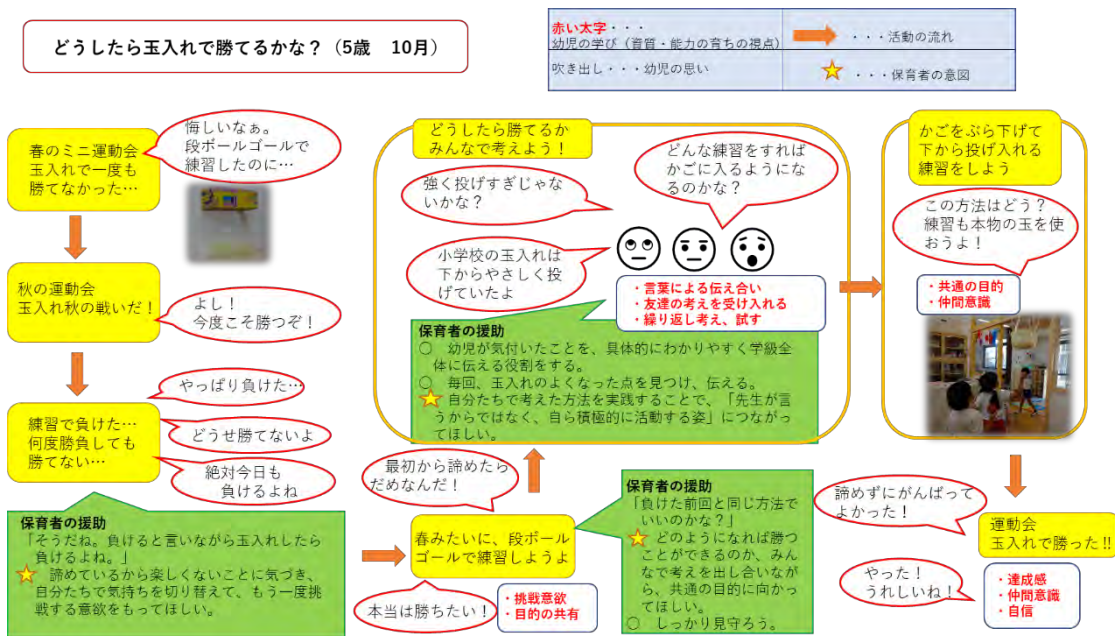 どうしたら玉入れで勝てるかな？（5歳　10月）
赤い太字・・・
幼児の学び（資質・能力の育ちの視点）
・・・活動の流れ
吹き出し・・・幼児の思い
・・・保育者の意図
春のミニ運動会
玉入れで一度も
勝てなかった…
悔しいなぁ。
段ボールゴールで
練習したのに…
秋の運動会
玉入れ秋の戦いだ！
よし！
今度こそ勝つぞ！
練習で負けた…
何度勝負しても
勝てない…
やっぱり負けた…
どうせ勝てないよ
絶対今日も
負けるよね
保育者の援助
「そうだね。負けると言いながら玉入れしたら
負けるよね。」
☆　諦めているから楽しくないことに気づき、
自分たちで気持ちを切り替えて、もう一度挑
戦する意欲をもってほしい。
最初から諦めたら
だめなんだ！
春みたいに、段ボール
ゴールで練習しようよ
本当は勝ちたい！
・挑戦意欲
・目的の共有
保育者の援助
「負けた前回と同じ方法で
いいのかな？」
☆　どのようになれば勝つ
ことができるのか、みん
なで考えを出し合いなが
ら、共通の目的に向かっ
てほしい。
○　しっかり見守ろう。
どうしたら勝てるか
みんなで考えよう！
強く投げすぎじゃな
いかな？
どんな練習をすれば
かごに入るようにな
るのかな？
小学校の玉入れは
下からやさしく投
げていたよ
・言葉による伝え合い
・友達の考えを受け入れる
・繰り返し考え、試す
保育者の援助
○　幼児が気付いたことを、具体的にわかりやすく学級全
体に伝える役割をする。
○　毎回、玉入れのよくなった点を見つけ、伝える。
☆　自分たちで考えた方法を実践することで、「先生が言
うからではなく、自ら積極的に活動する姿」につながっ
てほしい。
かごをぶら下げて
下から投げ入れる
練習をしよう
この方法はどう？
練習も本物の玉を使
おうよ！
・共通の目的
・仲間意識
諦めずにがんばって
よかった！
運動会
玉入れで勝った!!
やった！
うれしいね！
・達成感
・仲間意識
・自信